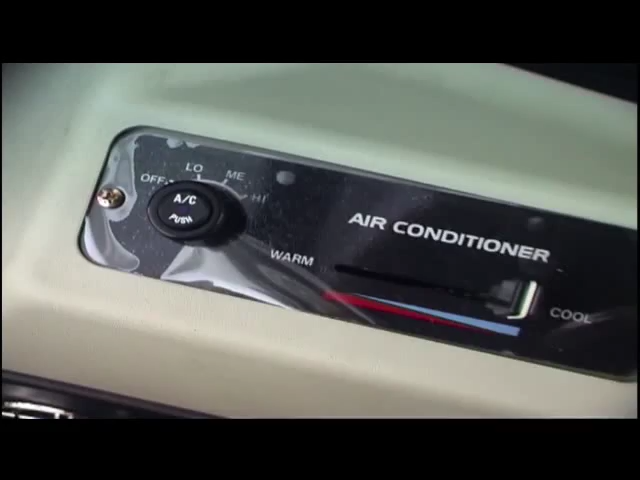 OFF LO ME HI
A/C
PUSH
AIR CONDITIONER
WARM
COOL